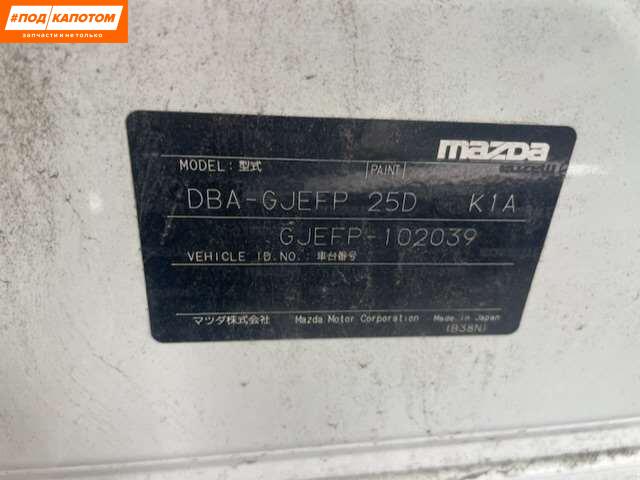 #ПОД КАПОТОМ
запчасти и не только
mazda
MODEL: 型式 PAINT
DBA-GJEFP 25D K1A
GJEFP-102039
VEHICLE ID.NO.: 車台番号
マツダ株式会社 Mazda Motor Corporation Made in Japan
(B38N)